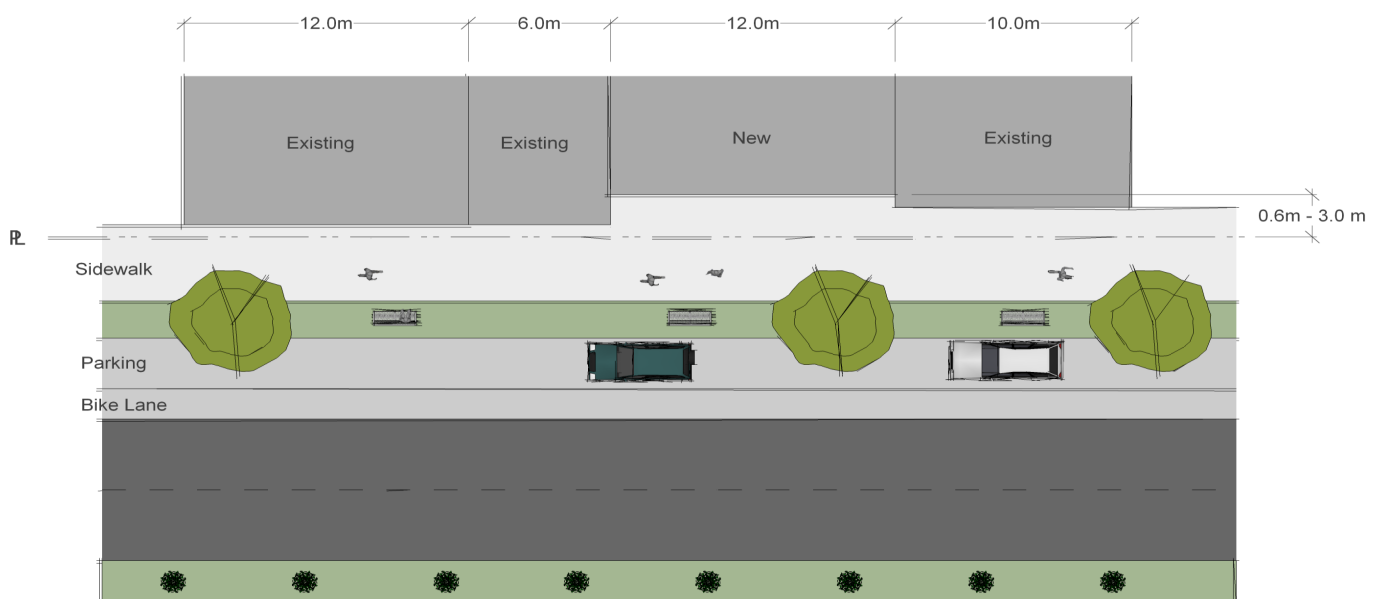 12.0m 6.0m 12.0m 10.0m
Existing Existing New Existing
0.6m - 3.0 m
PL
Sidewalk
Parking
Bike Lane